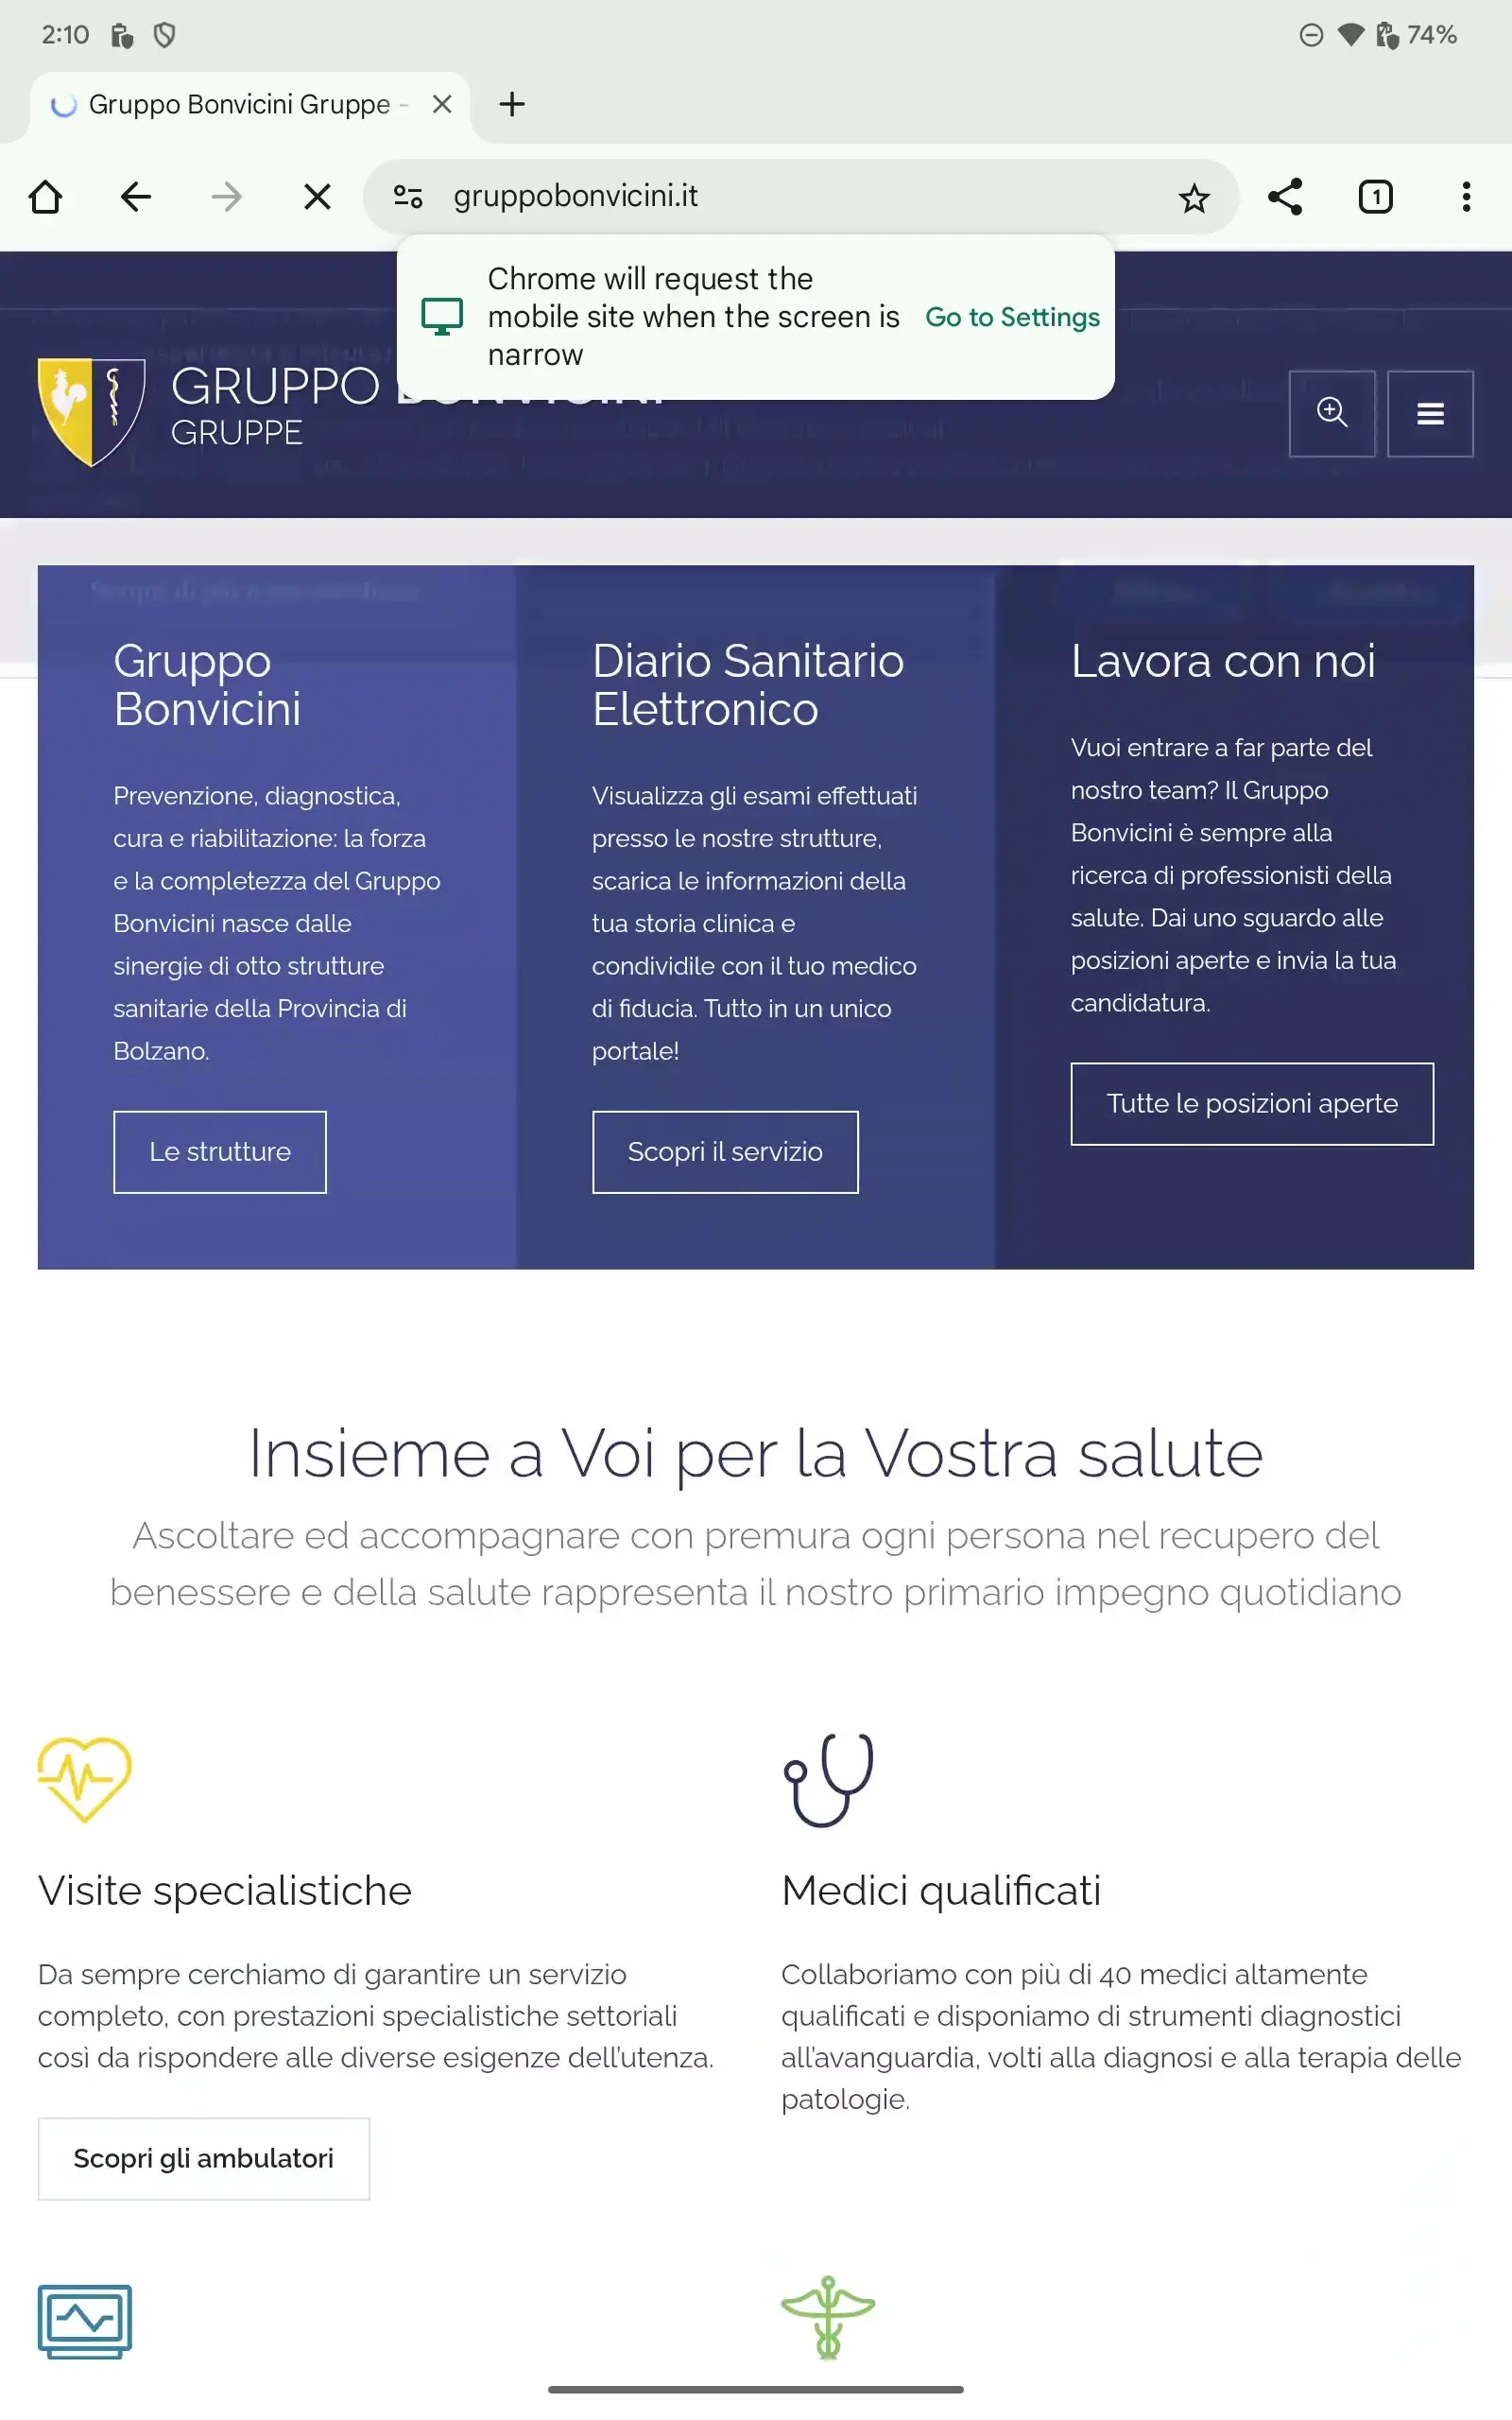 2:10
74%
Gruppo Bonvicini Gruppe -
gruppobonvicini.it
1
Chrome will request the
mobile site when the screen is
narrow
Go to Settings
GRUPPO
GRUPPE
Gruppo
Bonvicini
Prevenzione, diagnostica,
cura e riabilitazione: la forza
e la completezza del Gruppo
Bonvicini nasce dalle
sinergie di otto strutture
sanitarie della Provincia di
Bolzano.
Le strutture
Diario Sanitario
Elettronico
Visualizza gli esami effettuati
presso le nostre strutture,
scarica le informazioni della
tua storia clinica e
condividile con il tuo medico
di fiducia. Tutto in un unico
portale!
Scopri il servizio
Lavora con noi
Vuoi entrare a far parte del
nostro team? Il Gruppo
Bonvicini è sempre alla
ricerca di professionisti della
salute. Dai uno sguardo alle
posizioni aperte e invia la tua
candidatura.
Tutte le posizioni aperte
Insieme a Voi per la Vostra salute
Ascoltare ed accompagnare con premura ogni persona nel recupero del
benessere e della salute rappresenta il nostro primario impegno quotidiano
Visite specialistiche
Da sempre cerchiamo di garantire un servizio
completo, con prestazioni specialistiche settoriali
così da rispondere alle diverse esigenze dell'utenza.
Scopri gli ambulatori
Medici qualificati
Collaboriamo con più di 40 medici altamente
qualificati e disponiamo di strumenti diagnostici
all'avanguardia, volti alla diagnosi e alla terapia delle
patologie.